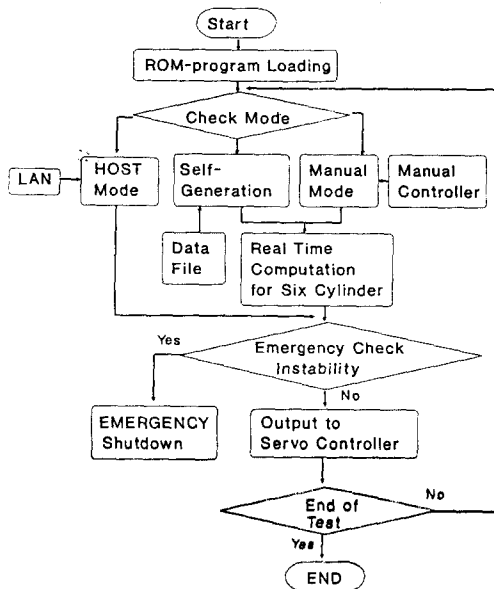 Start
ROM-program Loading
Check Mode
LAN
HOST
Mode
Self-
Generation
Manual
Mode
Manual
Controller
Data
File
Real Time
Computation
for Six Cylinder
Yes
Emergency Check
Instability
No
EMERGENCY
Shutdown
Output to
Servo Controller
End of
Test
No
Yes
END